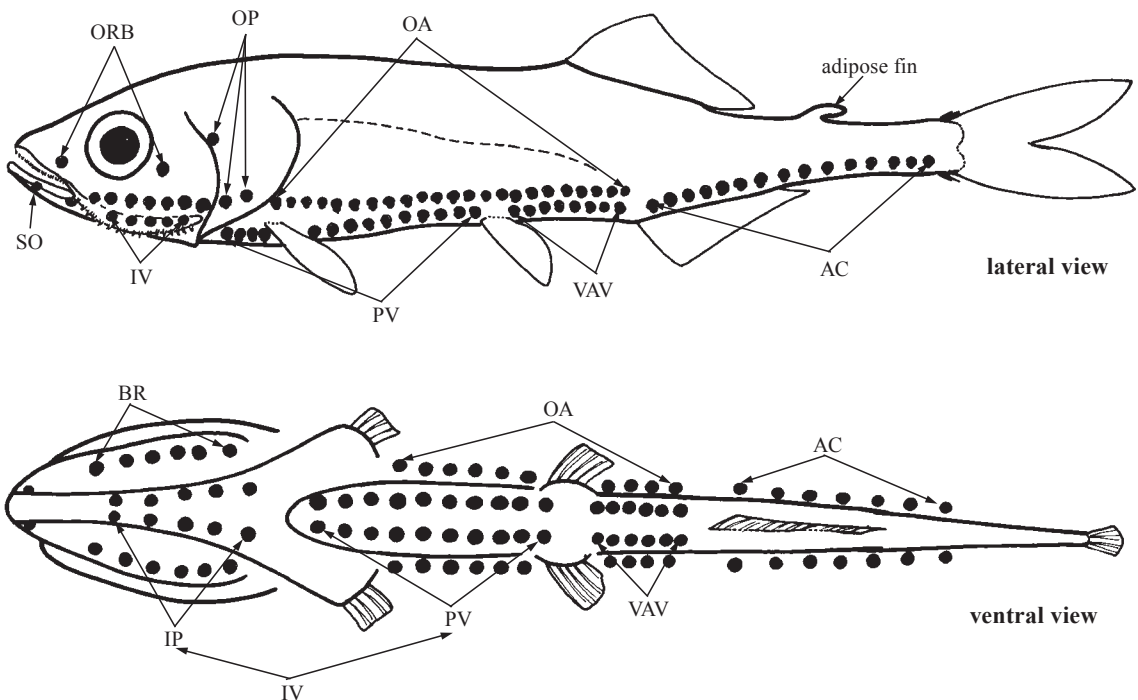 OP
OA
ORB
adipose fin
SO
IV
AC
VAV
PV
lateral view
BR
OA
AC
VAV
PV
IP
IV
ventral view